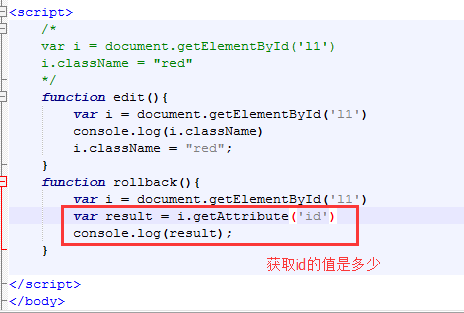 <script>
/*
var i = document.getElementById('l1')
i.className = "red"
*/
function edit(){
var i = document.getElementById('l1')
console.log(i.className)
i.className = "red";
}
function rollback(){
var i = document.getElementById('l1')
var result = i.getAttribute('id')
console.log(result);
}
获取id的值是多少
</script>
</body>